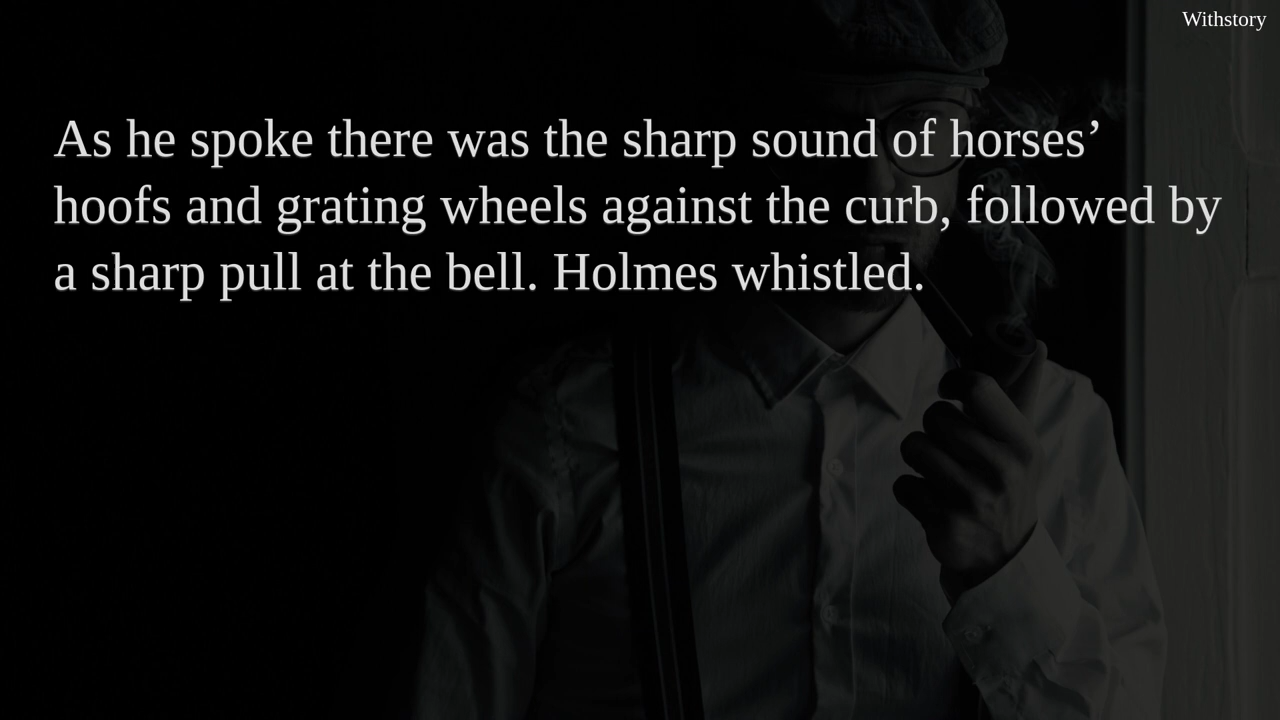 Withstory
As he spoke there was the sharp sound of horses’
hoofs and grating wheels against the curb, followed by
a sharp pull at the bell. Holmes whistled.